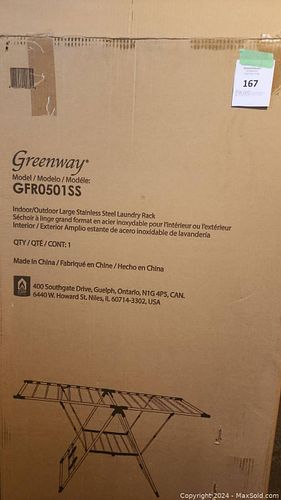 167
Greenway®
Model / Modelo / Modèle:
GFR0501SS
Indoor/Outdoor Large Stainless Steel Laundry Rack
Séchoir à linge grand format en acier inoxydable pour l'intérieur ou l'extérieur
Interior / Exterior Amplio estante de acero inoxidable de lavandería
QTY / QTÉ / CONT: 1
Made in China / Fabriqué en Chine / Hecho en China
400 Southgate Drive, Guelph, Ontario, N1G 4P5, CAN.
6440 W. Howard St. Niles, IL 60714-3302, USA
Copyright © 2024 - MaxSold.com